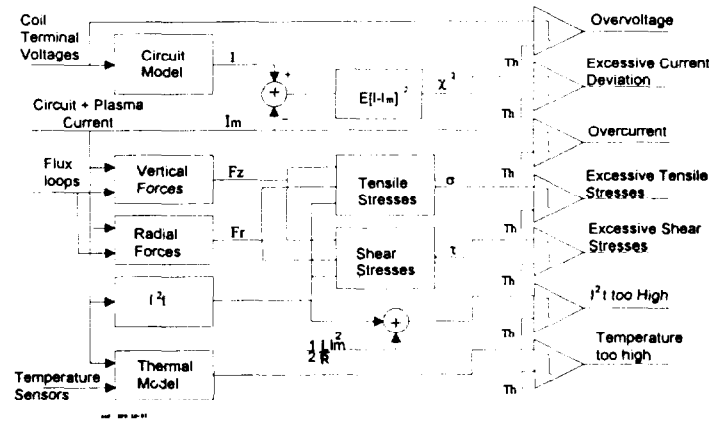 Coil
Terminal
Voltages
Circuit
Model
I
+
+
−
E[I-Im]²
χ²
Th
Overvoltage
Excessive Current
Deviation
Circuit + Plasma
Current
Im
Th
Overcurrent
Flux
loops
Vertical
Forces
Fz
Tensile
Stresses
σ
Th
Excessive Tensile
Stresses
Radial
Forces
Fr
Shear
Stresses
τ
Th
Excessive Shear
Stresses
I²t
+
½ L/R Im²
Th
I²t too High
Th
Temperature
Sensors
Thermal
Model
Th
Temperature
too high